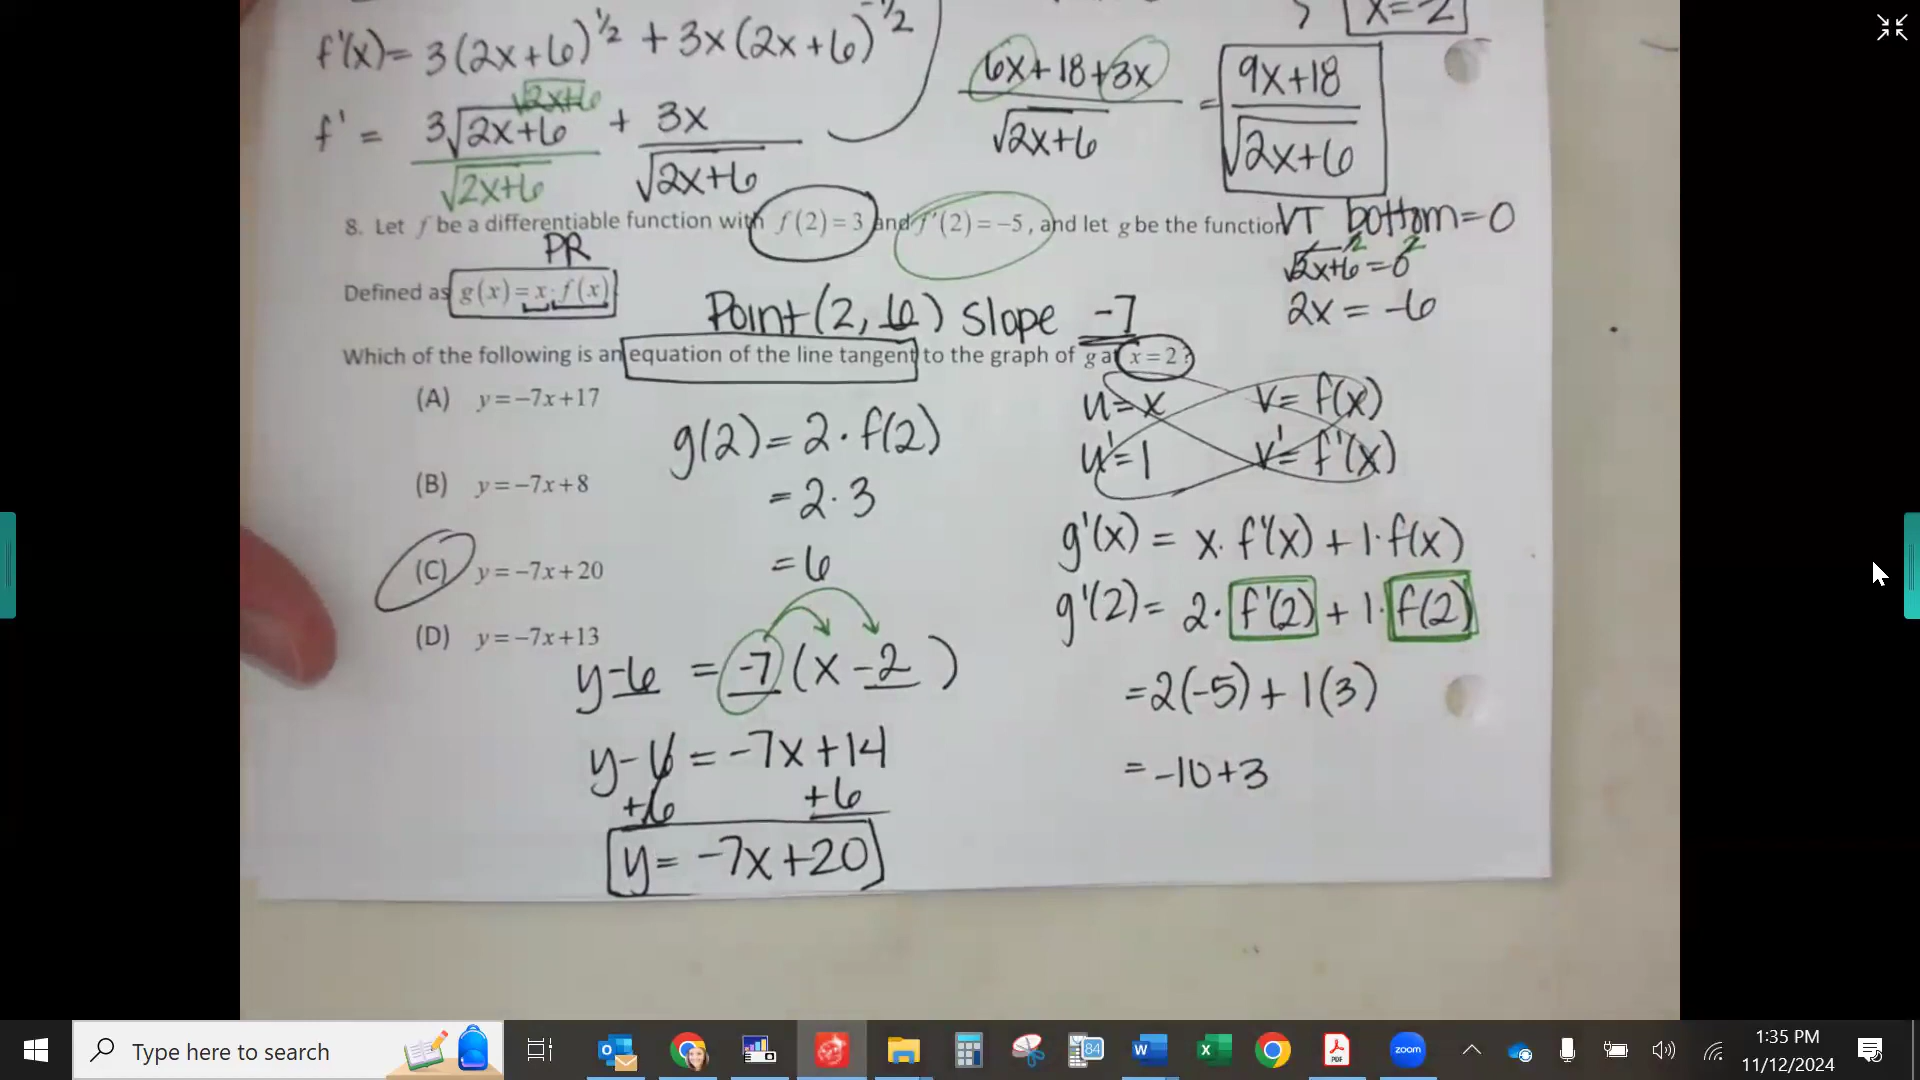 x=2
f'(x)= 3(2x+6)^1/2 + 3x(2x+6)^-1/2
6x+18+3x / √2x+6 = 9x+18 / √2x+6
f' = 3√2x+6 √2x+6 / √2x+6 + 3x / √2x+6
8. Let f be a differentiable function with f(2)=3 and f'(2)=-5, and let g be the function
VT bottom=0
PR
√2x+6 ² = 0²
Defined as g(x)=x·f(x)
2x = -6
Point (2, 6) Slope -7
Which of the following is an equation of the line tangent to the graph of g at x=2?
(A) y=-7x+17
u=x v=f(x)
g(2)=2·f(2)
u'=1 v'=f'(x)
(B) y=-7x+8
=2·3
g'(x) = x·f'(x)+1·f(x)
(C) y=-7x+20
=6
g'(2)= 2·f'(2)+1·f(2)
(D) y=-7x+13
y-6 = -7(x-2)
=2(-5)+1(3)
y-6=-7x+14
=-10+3
+6 +6
y=-7x+20
Type here to search
84
zoom
1:35 PM
11/12/2024